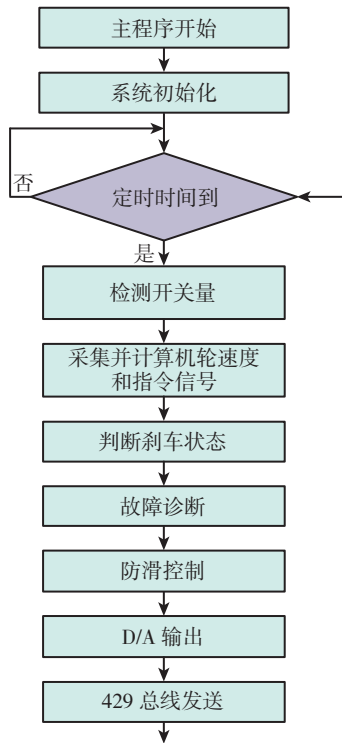 主程序开始
系统初始化
否
定时时间到
是
检测开关量
采集并计算机轮速度
和指令信号
判断刹车状态
故障诊断
防滑控制
D/A 输出
429 总线发送